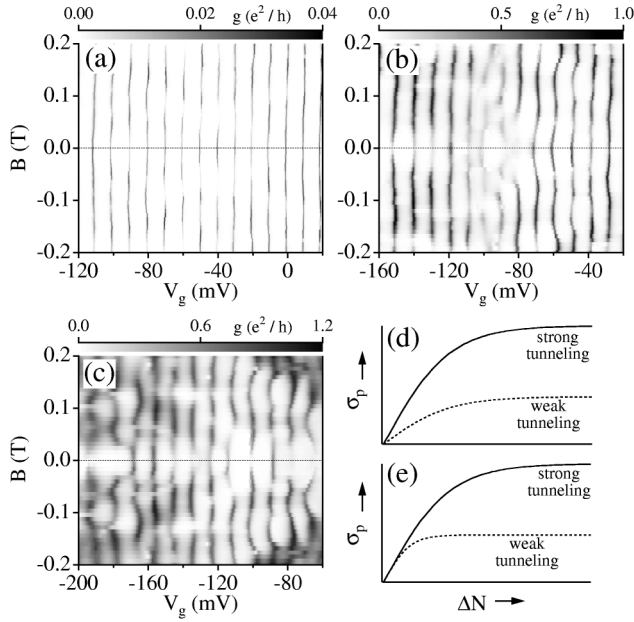 g (e² / h)
0.0 0.02 0.04
(a)
B (T)
0.2
0.1
0.0
-0.1
-0.2
-120 -80 -40 0
V_g (mV)
g (e² / h)
0.0 0.5 1.0
(b)
0.2
0.1
0.0
-0.1
-0.2
-160 -120 -80 -40
V_g (mV)
g (e² / h)
0.0 0.6 1.2
(c)
B (T)
0.2
0.1
0.0
-0.1
-0.2
-200 -160 -120 -80
V_g (mV)
(d)
σ_p
strong
tunneling
weak
tunneling
(e)
σ_p
strong
tunneling
weak
tunneling
ΔN